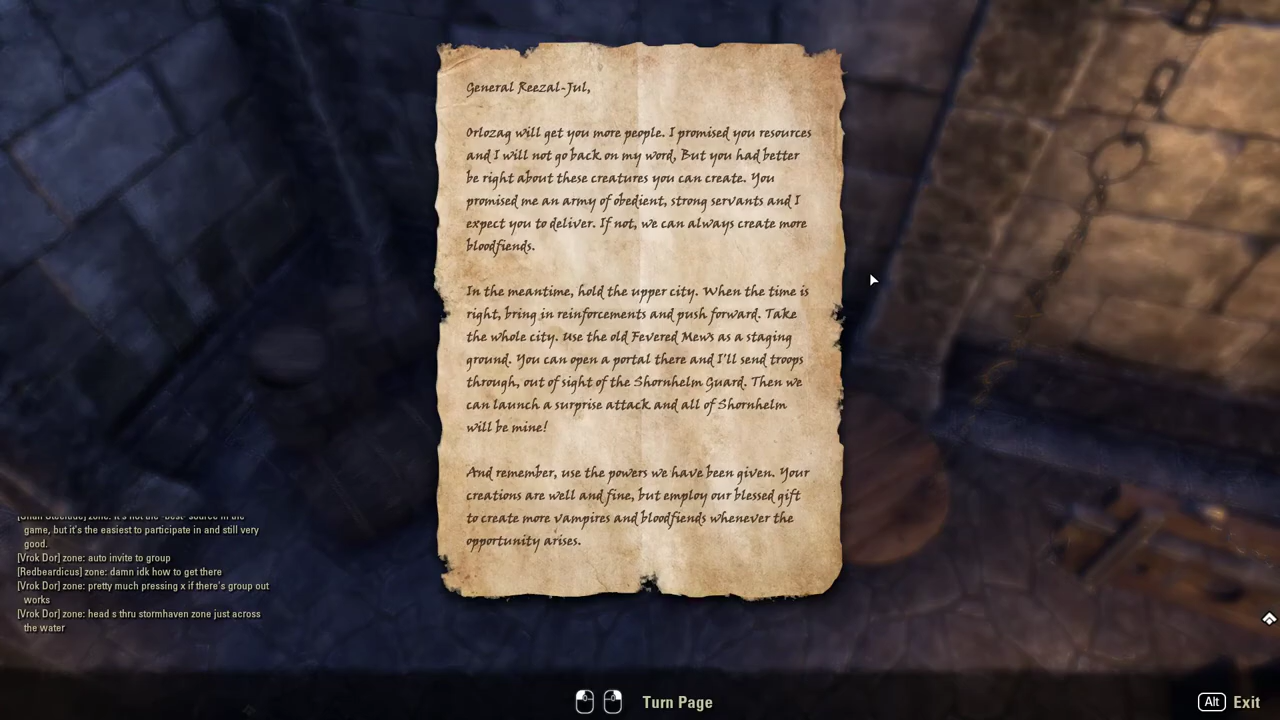 General Reezal-Jul,
Orlozag will get you more people. I promised you resources
and I will not go back on my word, But you had better
be right about these creatures you can create. You
promised me an army of obedient, strong servants and I
expect you to deliver. If not, we can always create more
bloodfiends.
In the meantime, hold the upper city. When the time is
right, bring in reinforcements and push forward. Take
the whole city. Use the old Fevered Mews as a staging
ground. You can open a portal there and I'll send troops
through, out of sight of the Shornhelm Guard. Then we
can launch a surprise attack and all of Shornhelm
will be mine!
And remember, use the powers we have been given. Your
creations are well and fine, but employ our blessed gift
to create more vampires and bloodfiends whenever the
opportunity arises.
zone: it's not the "best" source in the
game, but it's the easiest to participate in and still very
good.
[Vrok Dor] zone: auto invite to group
[Redbeardicus] zone: damn idk how to get there
[Vrok Dor] zone: pretty much pressing x if there's group out
works
[Vrok Dor] zone: head s thru stormhaven zone just across
the water
Turn Page
Alt Exit